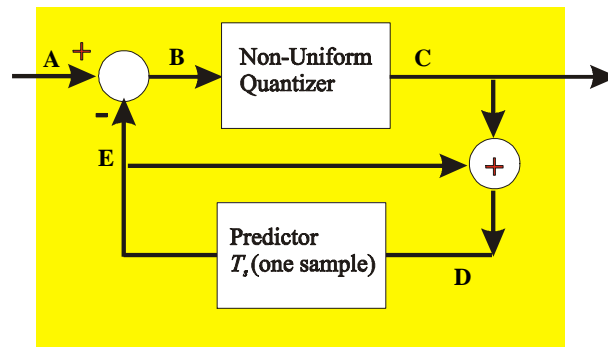 A
+
B
Non-Uniform
Quantizer
C
-
E
+
Predictor
Ts (one sample)
D